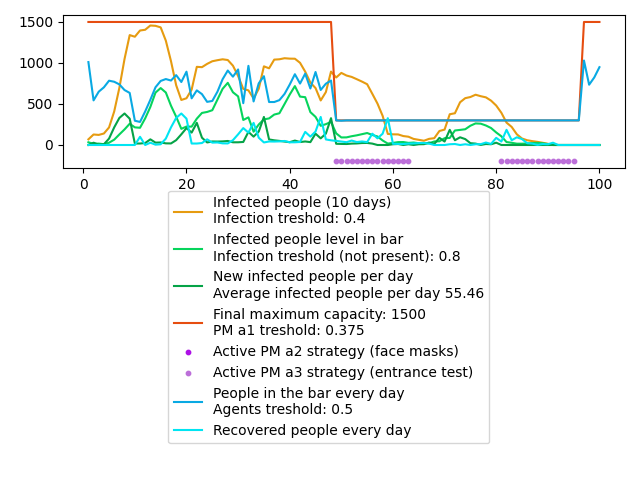 1500
1000
500
0
0
20
40
60
80
100
Infected people (10 days)
Infection treshold: 0.4
Infected people level in bar
Infection treshold (not present): 0.8
New infected people per day
Average infected people per day 55.46
Final maximum capacity: 1500
PM a1 treshold: 0.375
Active PM a2 strategy (face masks)
Active PM a3 strategy (entrance test)
People in the bar every day
Agents treshold: 0.5
Recovered people every day